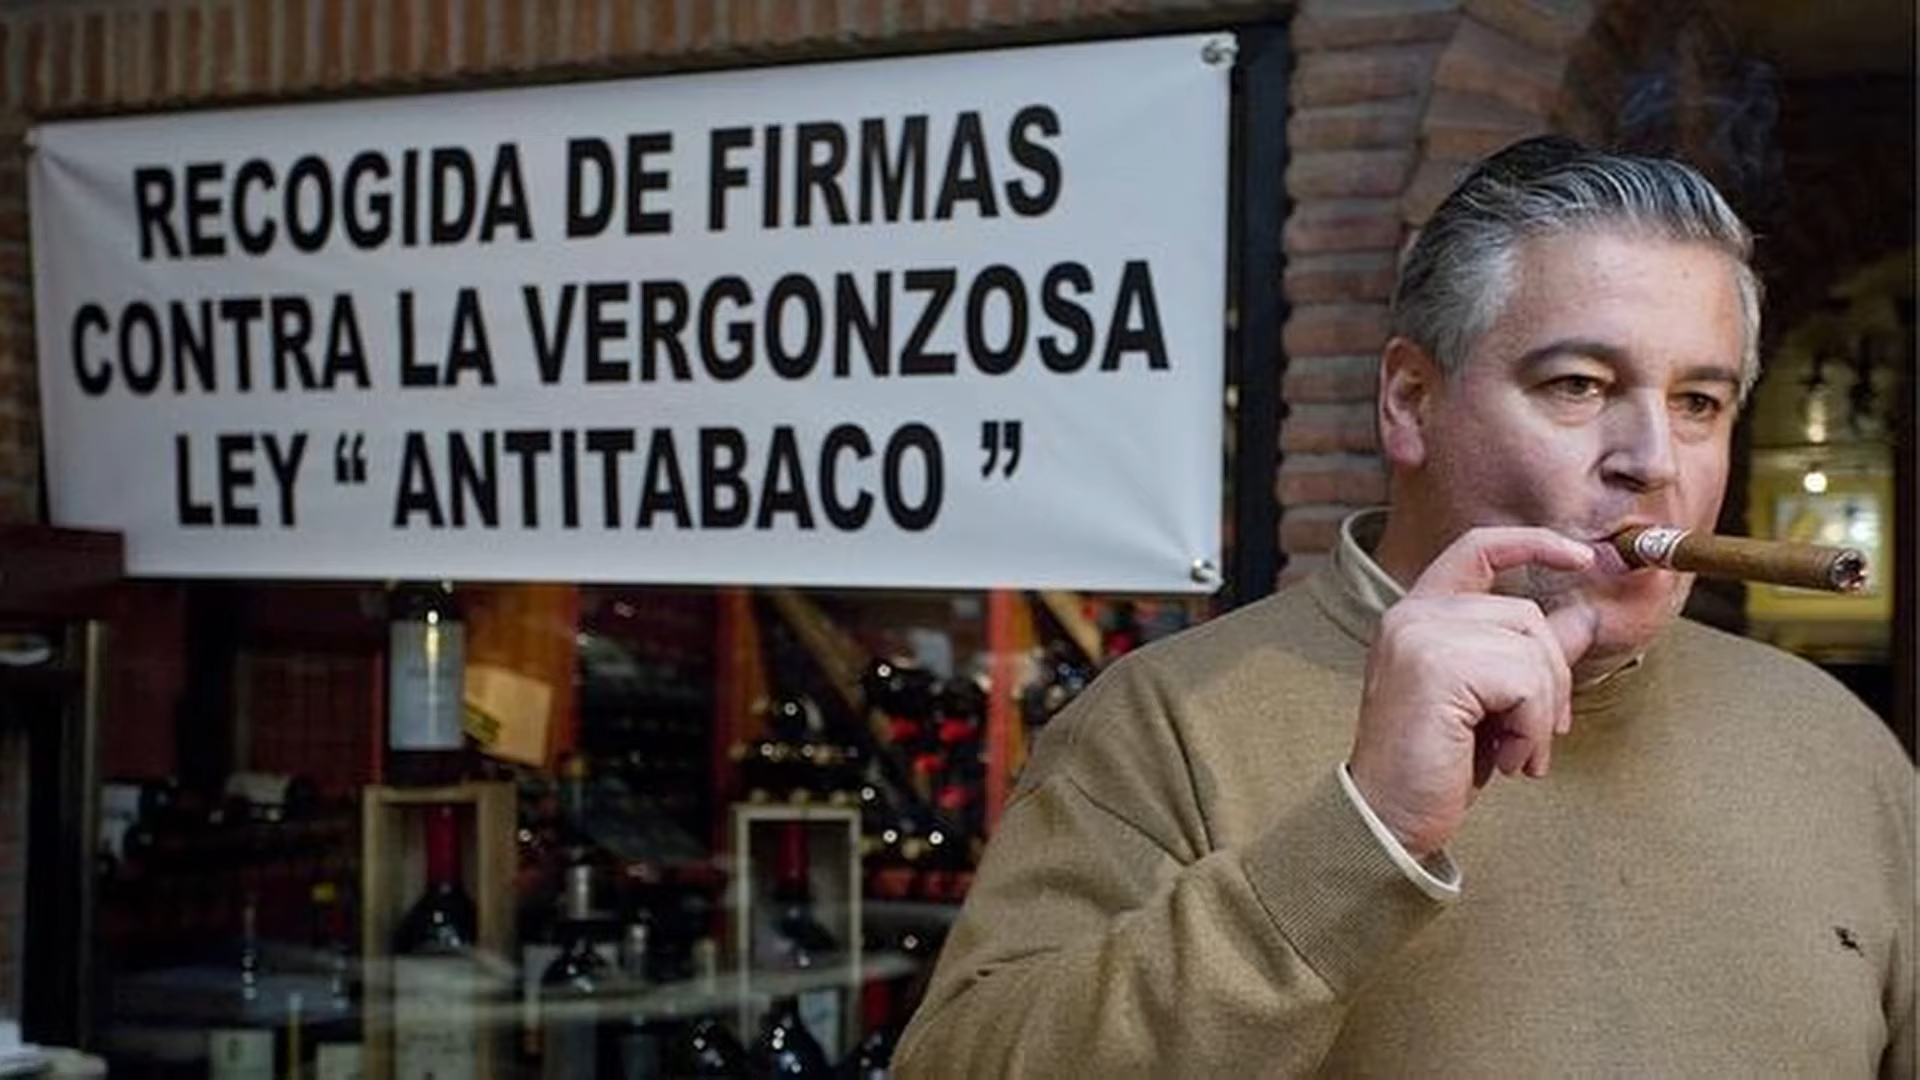 RECOGIDA DE FIRMAS
CONTRA LA VERGONZOSA
LEY “ ANTITABACO ”